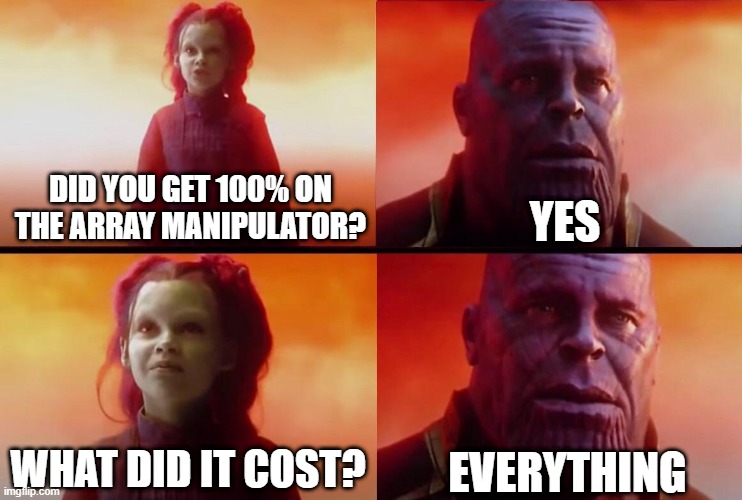 DID YOU GET 100% ON
THE ARRAY MANIPULATOR?
YES
WHAT DID IT COST?
EVERYTHING
imgflip.com